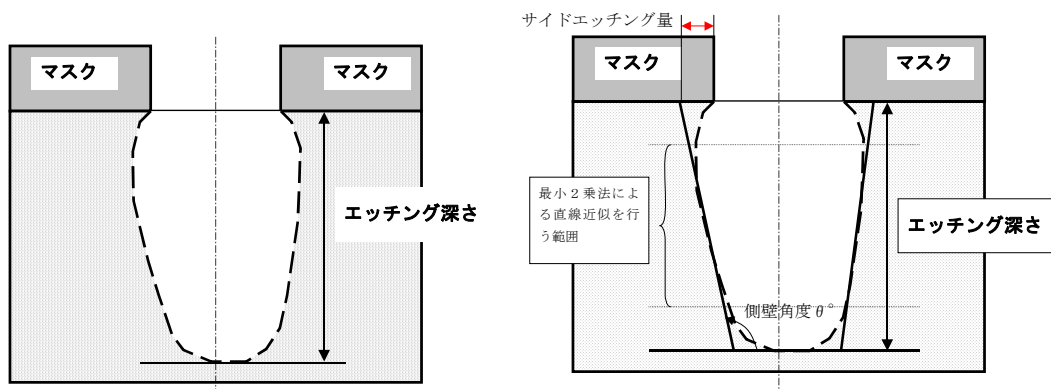 マスク
マスク
エッチング深さ
サイドエッチング量
マスク
マスク
最小２乗法によ
る直線近似を行
う範囲
エッチング深さ
側壁角度θ°